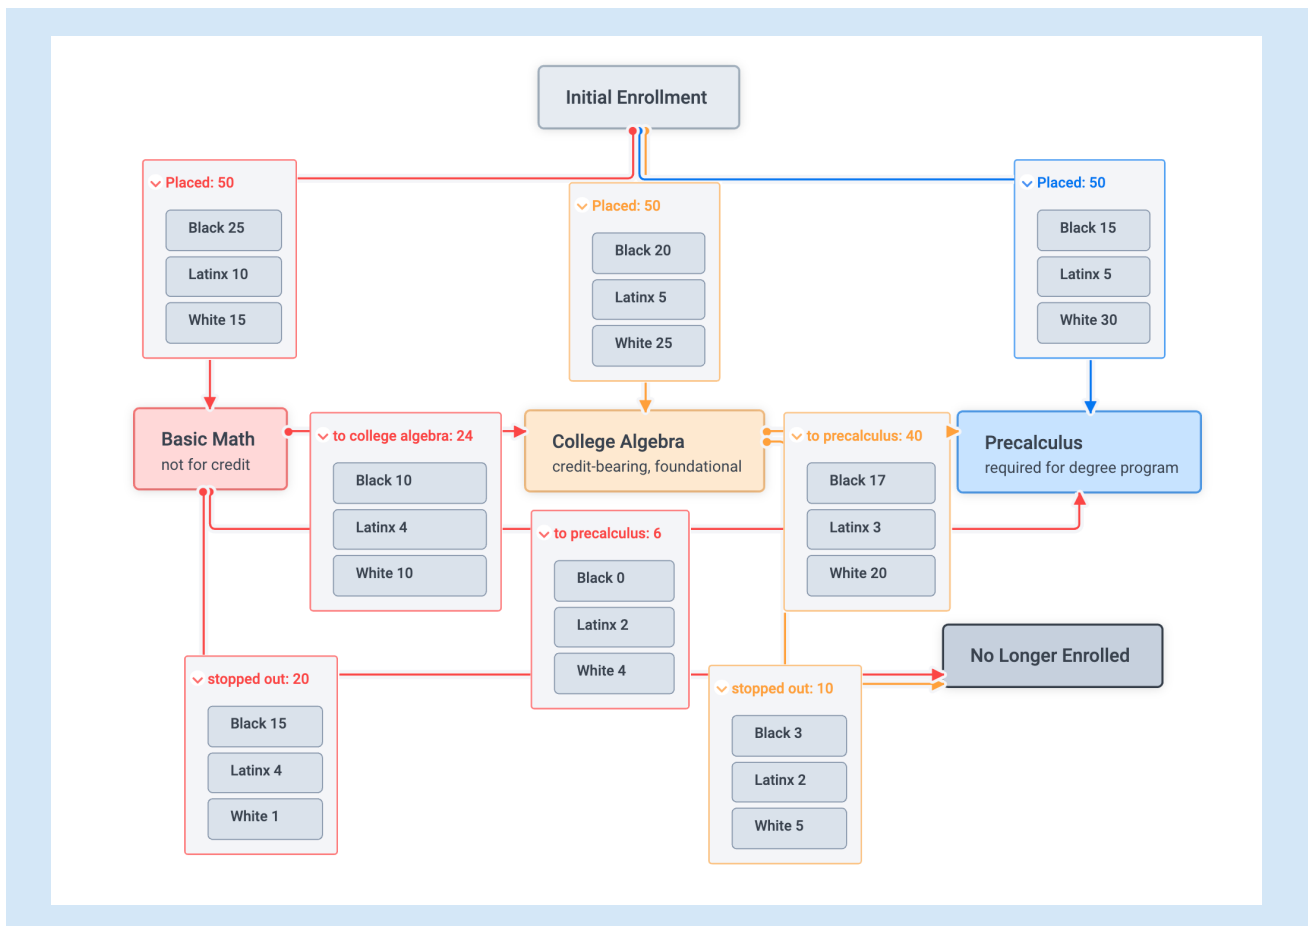 Initial Enrollment
Placed: 50
Black 25
Latinx 10
White 15
Placed: 50
Black 20
Latinx 5
White 25
Placed: 50
Black 15
Latinx 5
White 30
Basic Math
not for credit
to college algebra: 24
Black 10
Latinx 4
White 10
College Algebra
credit-bearing, foundational
to precalculus: 40
Black 17
Latinx 3
White 20
Precalculus
required for degree program
to precalculus: 6
Black 0
Latinx 2
White 4
No Longer Enrolled
stopped out: 20
Black 15
Latinx 4
White 1
stopped out: 10
Black 3
Latinx 2
White 5